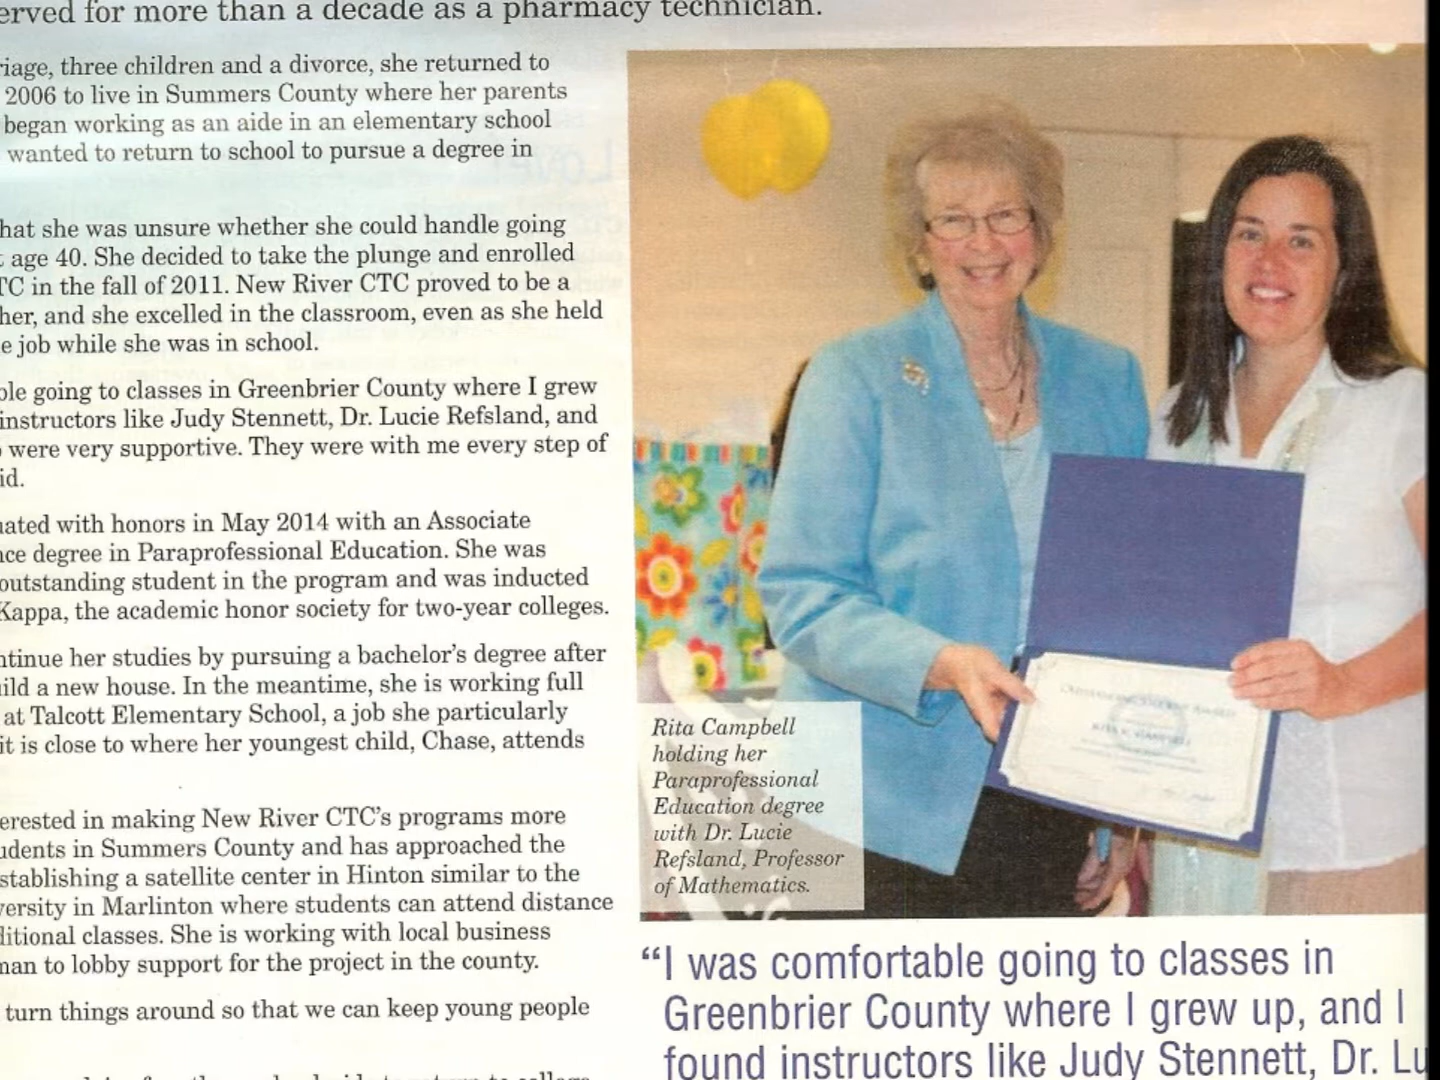 erved for more than a decade as a pharmacy technician.
riage, three children and a divorce, she returned to
2006 to live in Summers County where her parents
began working as an aide in an elementary school
wanted to return to school to pursue a degree in
hat she was unsure whether she could handle going
age 40. She decided to take the plunge and enrolled
TC in the fall of 2011. New River CTC proved to be a
her, and she excelled in the classroom, even as she held
e job while she was in school.
ble going to classes in Greenbrier County where I grew
instructors like Judy Stennett, Dr. Lucie Refsland, and
were very supportive. They were with me every step of
id.
ated with honors in May 2014 with an Associate
nce degree in Paraprofessional Education. She was
outstanding student in the program and was inducted
Kappa, the academic honor society for two-year colleges.
ntinue her studies by pursuing a bachelor's degree after
uild a new house. In the meantime, she is working full
at Talcott Elementary School, a job she particularly
it is close to where her youngest child, Chase, attends
erested in making New River CTC's programs more
udents in Summers County and has approached the
stablishing a satellite center in Hinton similar to the
versity in Marlinton where students can attend distance
ditional classes. She is working with local business
man to lobby support for the project in the county.
turn things around so that we can keep young people
Rita Campbell
holding her
Paraprofessional
Education degree
with Dr. Lucie
Refsland, Professor
of Mathematics.
“I was comfortable going to classes in
Greenbrier County where I grew up, and I
found instructors like Judy Stennett, Dr. Lu